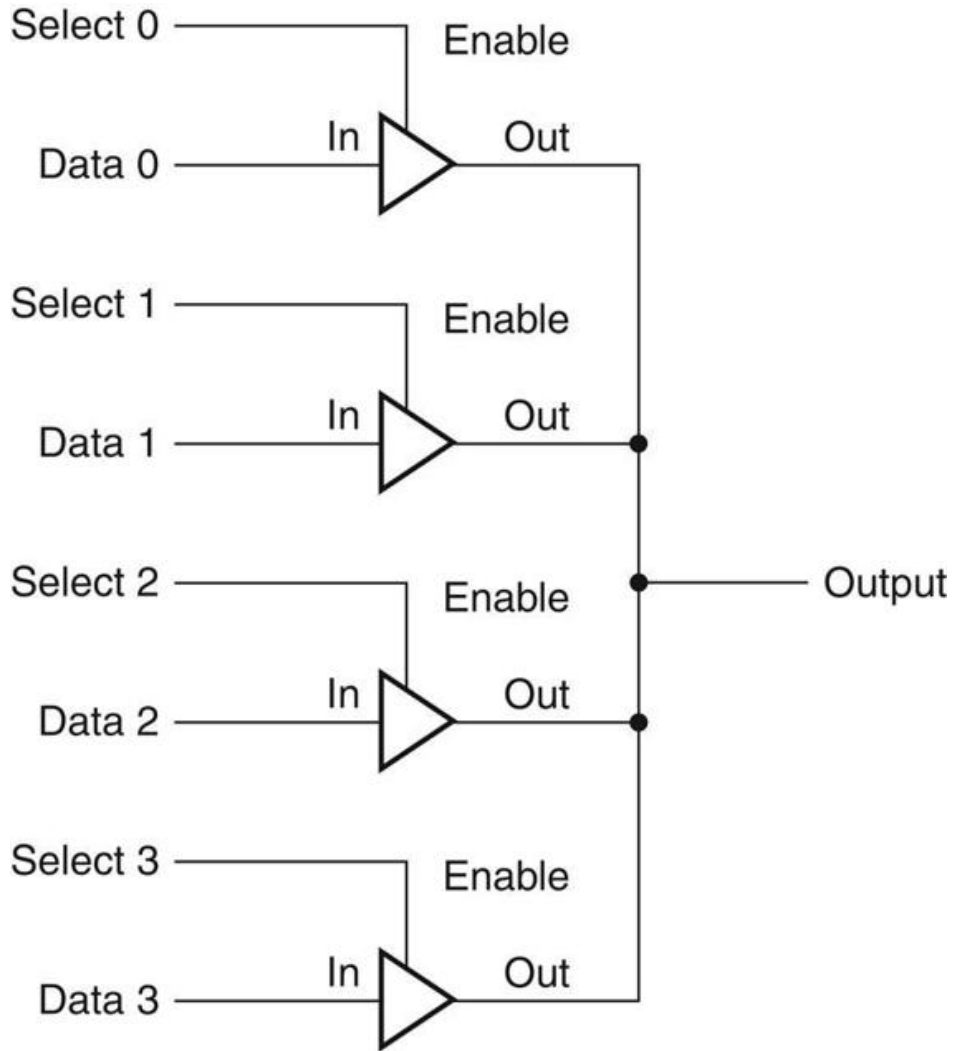 Select 0
Enable
In
Out
Data 0
Select 1
Enable
In
Out
Data 1
Select 2
Enable
Output
In
Out
Data 2
Select 3
Enable
In
Out
Data 3